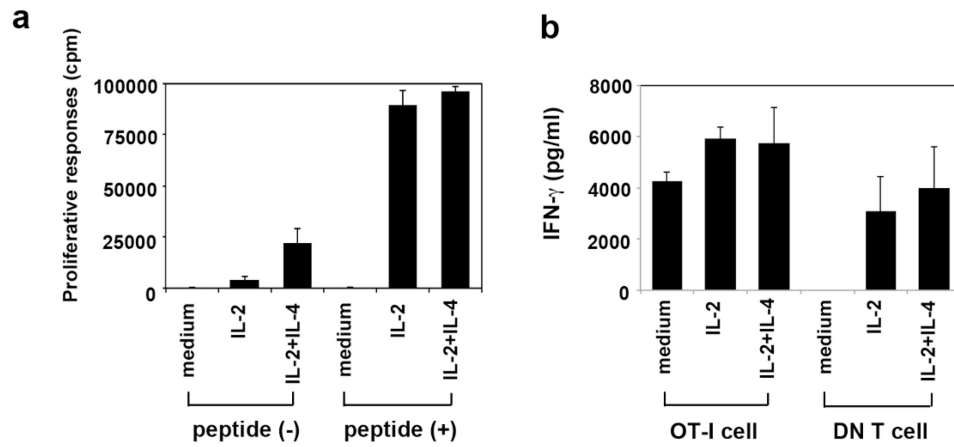 a
Proliferative responses (cpm)
100000
75000
50000
25000
0
medium
IL-2
IL-2+IL-4
medium
IL-2
IL-2+IL-4
peptide (-)
peptide (+)
b
IFN-γ (pg/ml)
8000
6000
4000
2000
0
medium
IL-2
IL-2+IL-4
medium
IL-2
IL-2+IL-4
OT-I cell
DN T cell